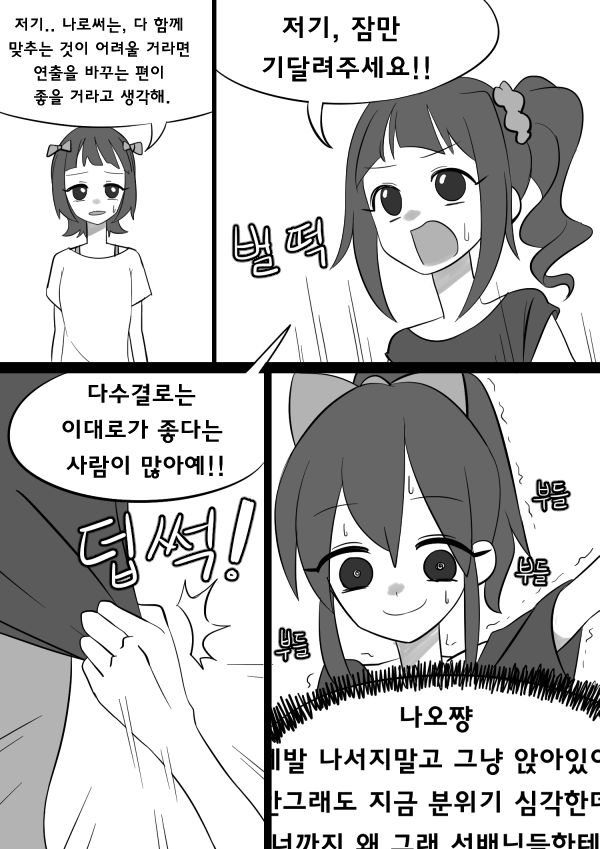 저기.. 나로써는, 다 함께
맞추는 것이 어려울 거라면
연출을 바꾸는 편이
좋을 거라고 생각해.
저기, 잠만
기달려주세요!!
벌떡
다수결로는
이대로가 좋다는
사람이 많아예!!
덥썩!
부들
부들
부들
나오쨩
제발 나서지말고 그냥 앉아있어
안그래도 지금 분위기 심각한데
너까지 왜 그래 선배님들한테